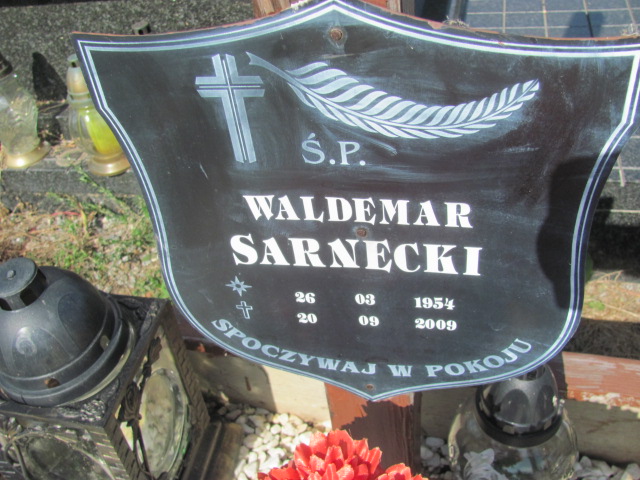 Ś.P.
WALDEMAR
SARNECKI
26 03 1954
20 09 2009
SPOCZYWAJ W POKOJU